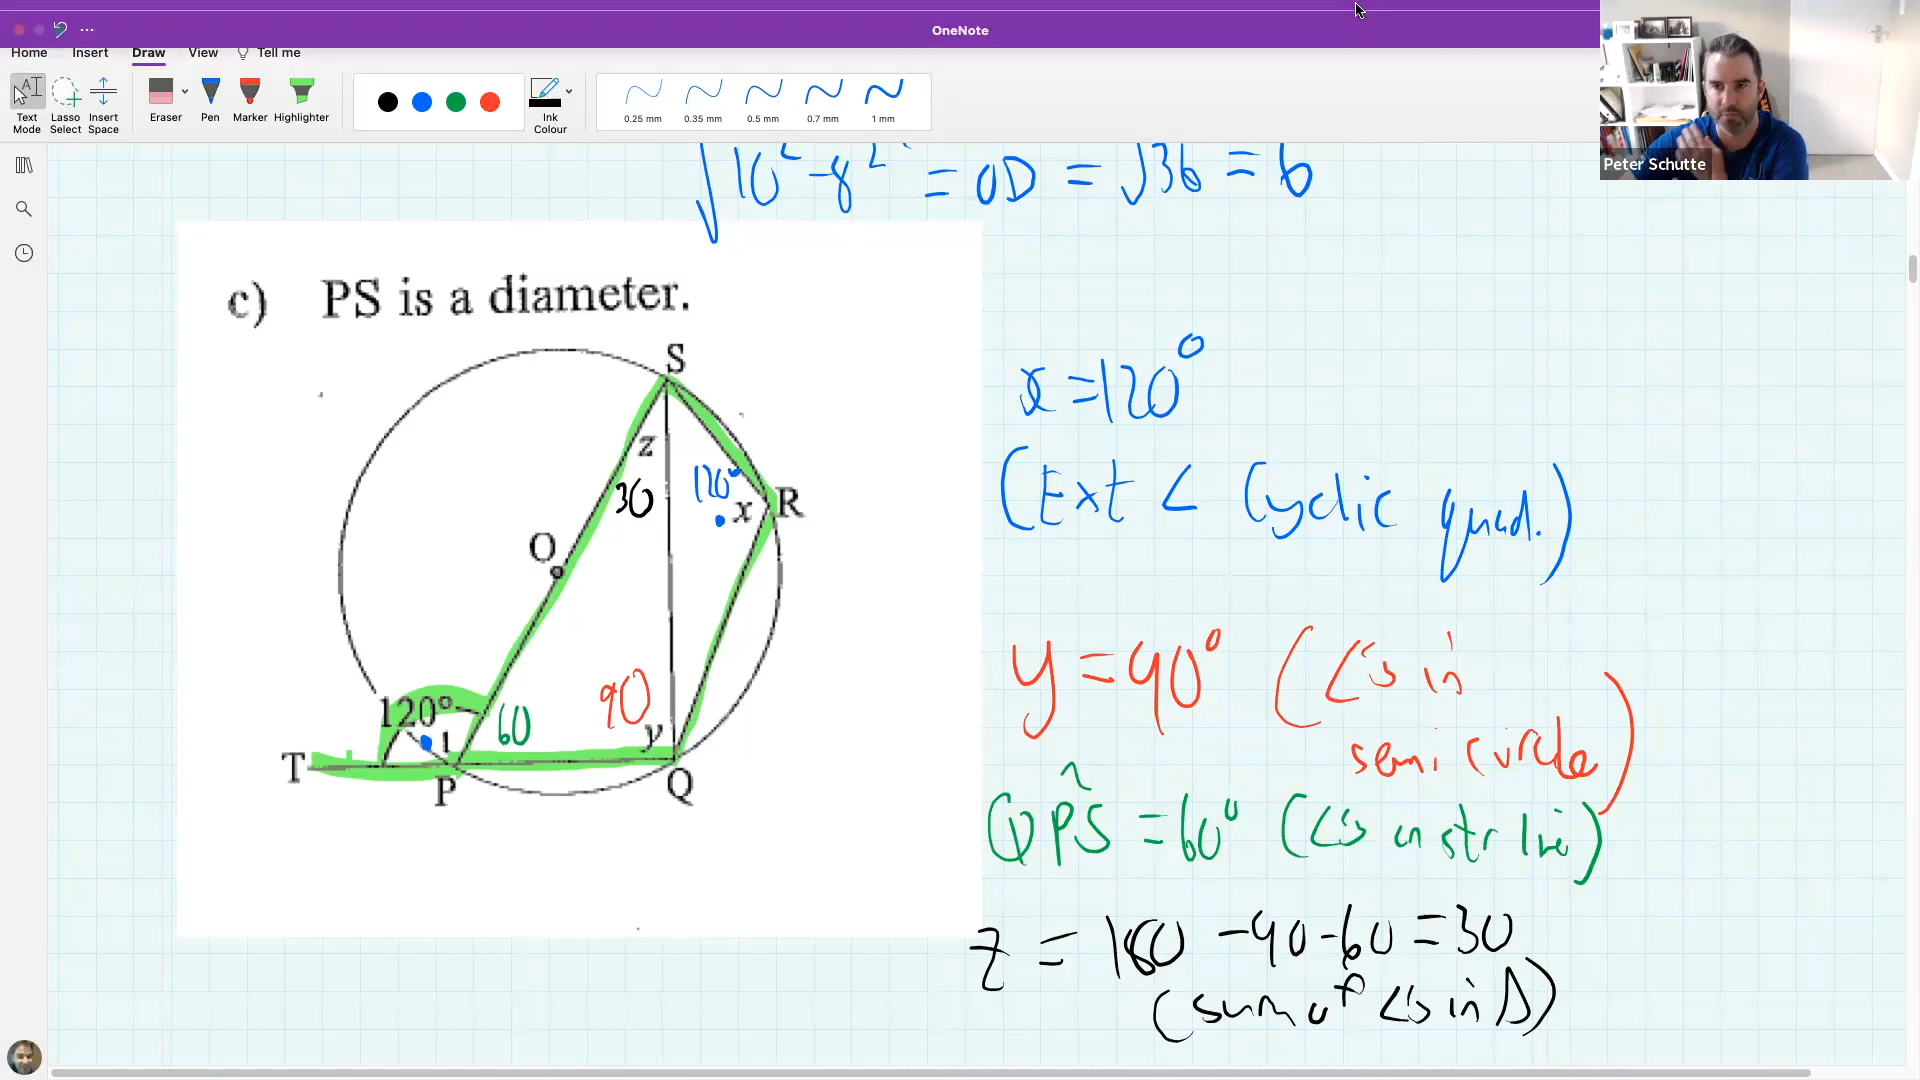 OneNote
Home Insert Draw View Tell me
Text Mode
Lasso Select
Insert Space
Eraser
Pen
Marker
Highlighter
Ink Colour
0.25 mm
0.35 mm
0.5 mm
0.7 mm
1 mm
Peter Schutte
√10² - 8² = OD = √36 = 6
c) PS is a diameter.
S
z
30
120°
x
R
O
120°
1
60
90
y
T
P
Q
x = 120°
(Ext < Cyclic quad.)
y = 90° (<'s in
semi circle)
QP̂S = 60° (<'s on str line)
z = 180 - 90 - 60 = 30
(sum of <'s in Δ)